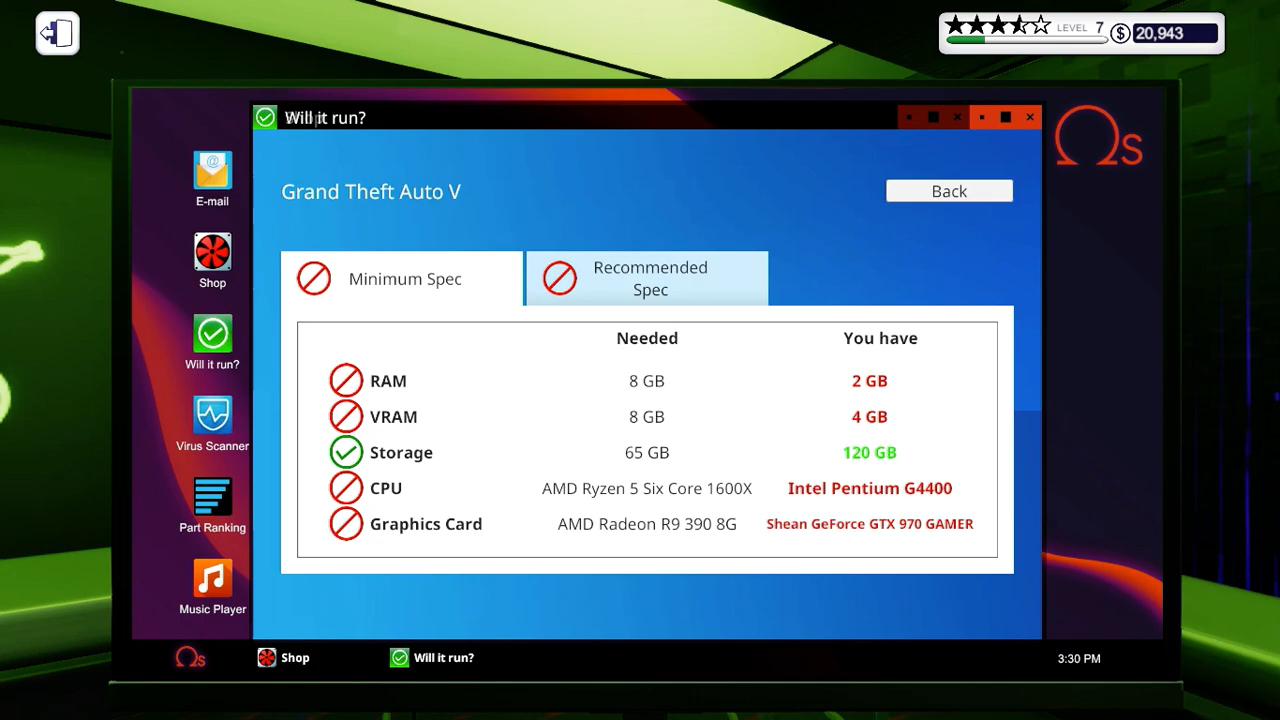 LEVEL 7
$ 20,943
Will it run?
Ωs
E-mail
Grand Theft Auto V
Back
Shop
Minimum Spec
Recommended
Spec
Needed
You have
Will it run?
RAM
8 GB
2 GB
VRAM
8 GB
4 GB
Virus Scanner
Storage
65 GB
120 GB
CPU
AMD Ryzen 5 Six Core 1600X
Intel Pentium G4400
Part Ranking
Graphics Card
AMD Radeon R9 390 8G
Shean GeForce GTX 970 GAMER
Music Player
Ωs
Shop
Will it run?
3:30 PM